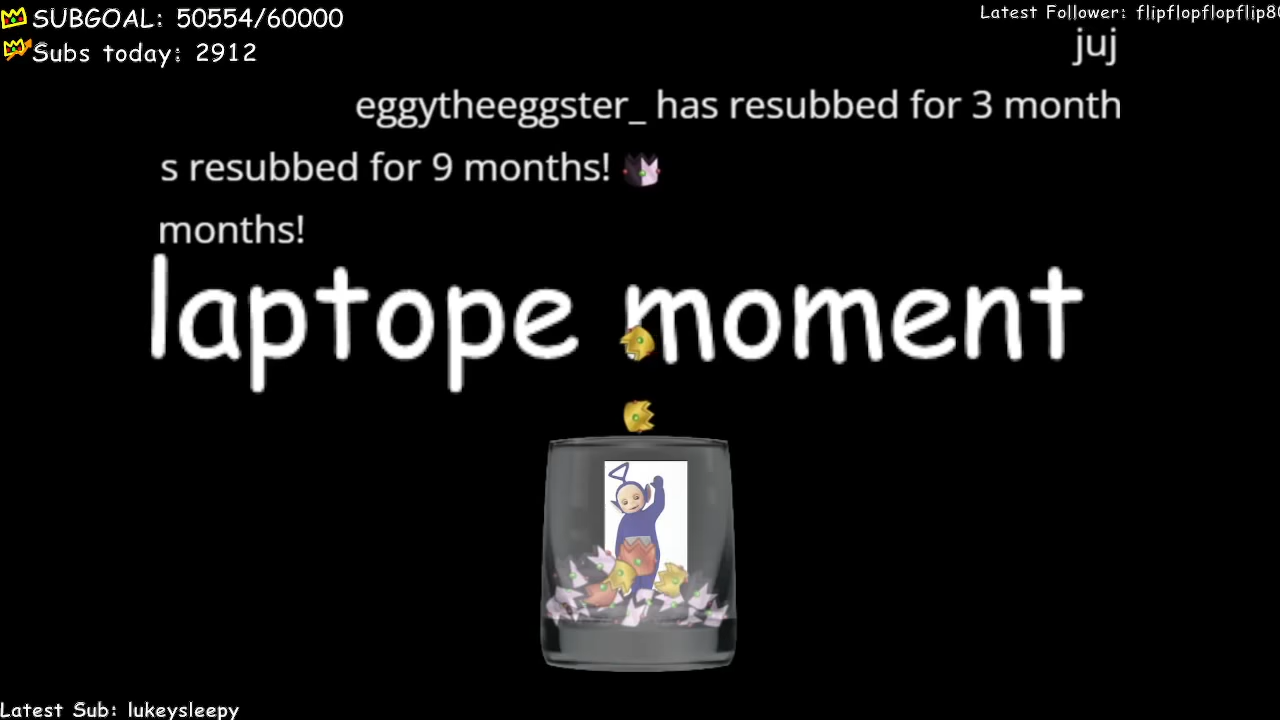 SUBGOAL: 50554/60000
Latest Follower: flipflopflopflip8
Subs today: 2912
juj
eggytheeggster_ has resubbed for 3 month
s resubbed for 9 months!
months!
laptope moment
Latest Sub: lukeysleepy